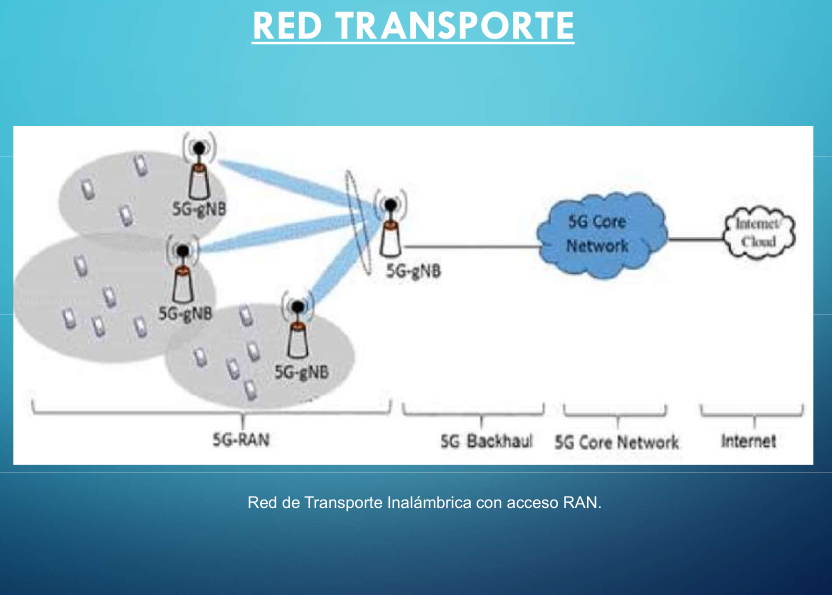 RED TRANSPORTE
5G-gNB
5G-gNB
5G-gNB
5G-gNB
5G Core
Network
Internet/
Cloud
5G-RAN
5G Backhaul
5G Core Network
Internet
Red de Transporte Inalámbrica con acceso RAN.